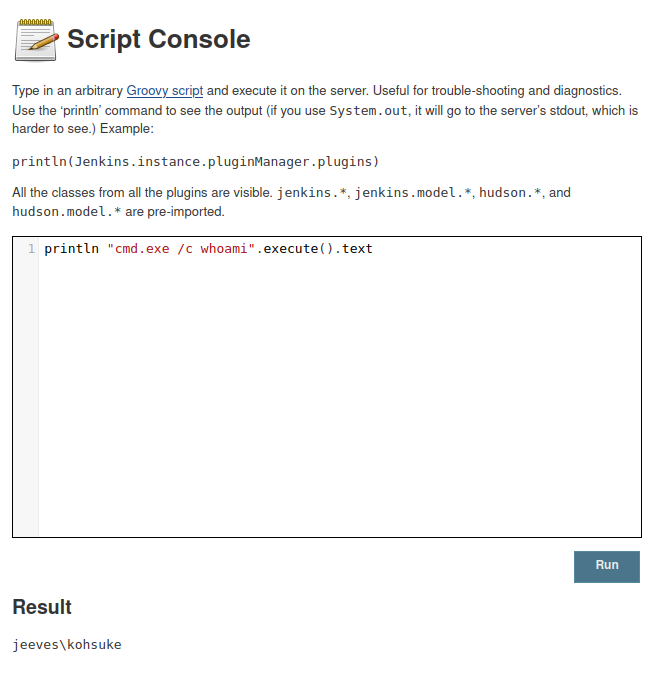 Script Console
Type in an arbitrary Groovy script and execute it on the server. Useful for trouble-shooting and diagnostics.
Use the ‘println’ command to see the output (if you use System.out, it will go to the server’s stdout, which is
harder to see.) Example:
println(Jenkins.instance.pluginManager.plugins)
All the classes from all the plugins are visible. jenkins.*, jenkins.model.*, hudson.*, and
hudson.model.* are pre-imported.
1 println "cmd.exe /c whoami".execute().text
Run
Result
jeeves\kohsuke